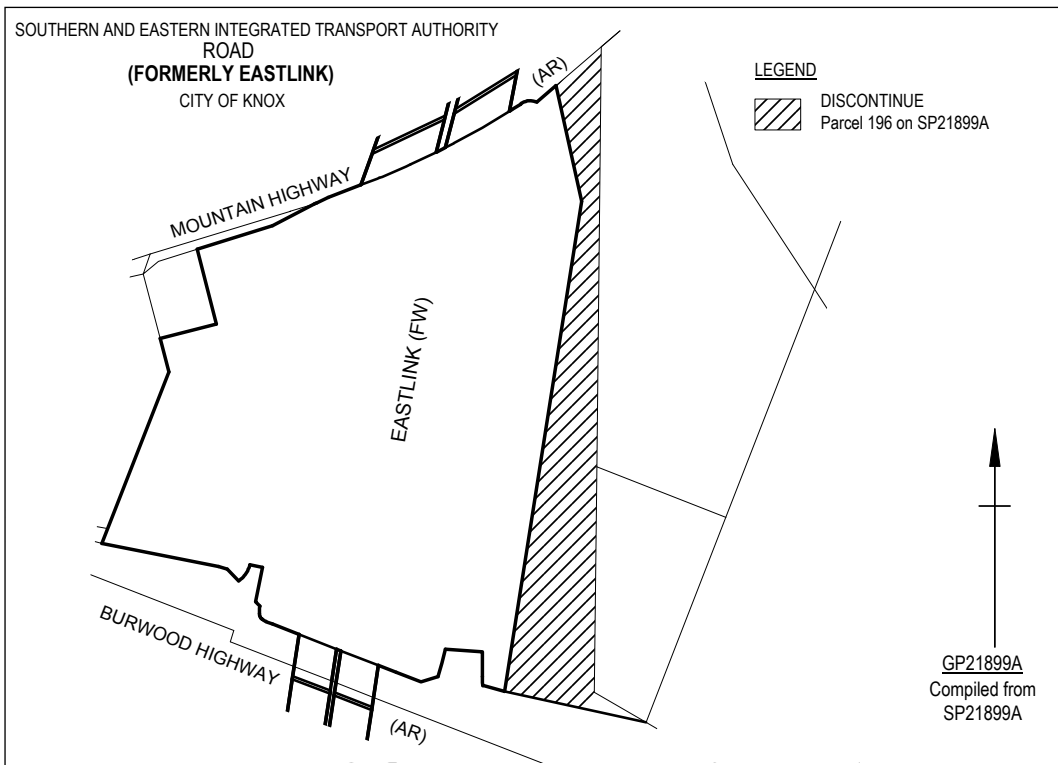 SOUTHERN AND EASTERN INTEGRATED TRANSPORT AUTHORITY
ROAD
(FORMERLY EASTLINK)
CITY OF KNOX
(AR)
LEGEND
DISCONTINUE
Parcel 196 on SP21899A
MOUNTAIN HIGHWAY
EASTLINK (FW)
BURWOOD HIGHWAY
(AR)
GP21899A
Compiled from
SP21899A